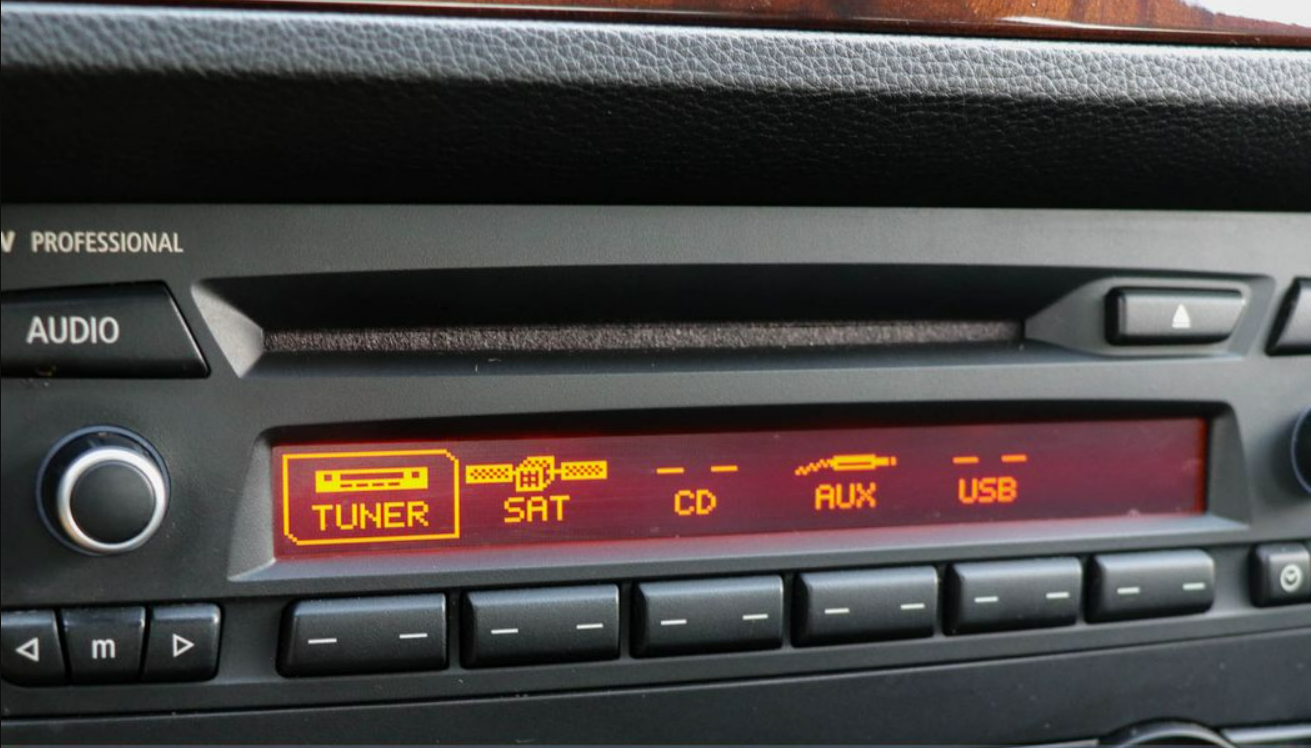 PROFESSIONAL
AUDIO
TUNER SAT CD AUX USB
m